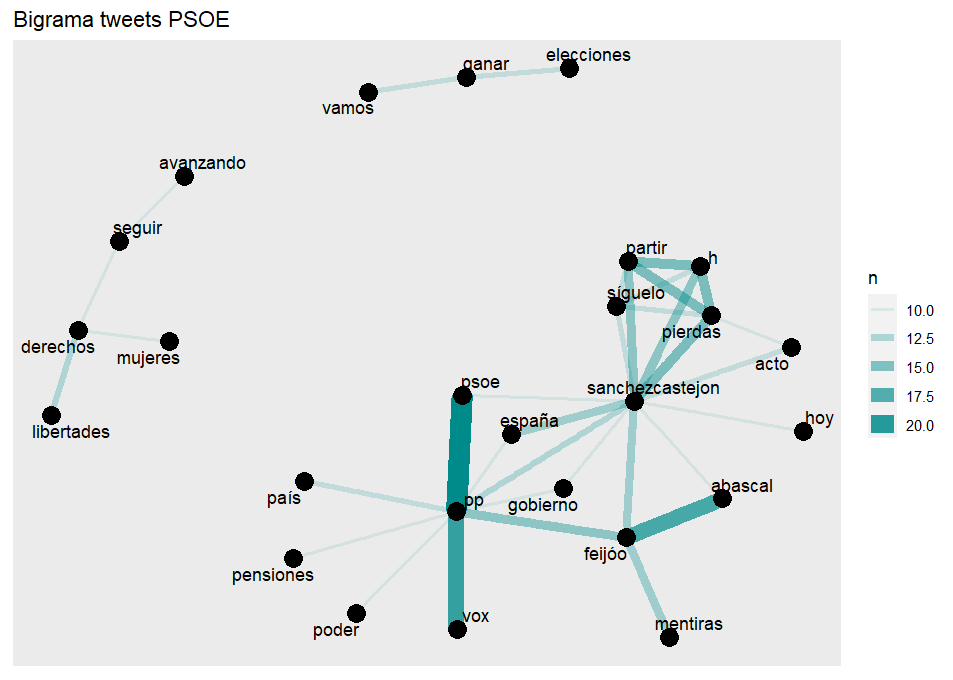 Bigrama tweets PSOE
elecciones
ganar
vamos
avanzando
seguir
partir
h
síguelo
derechos
pierdas
mujeres
acto
psoe
sanchezcastejon
libertades
españa
hoy
país
pp
gobierno
abascal
feijóo
pensiones
poder
vox
mentiras
n
10.0
12.5
15.0
17.5
20.0